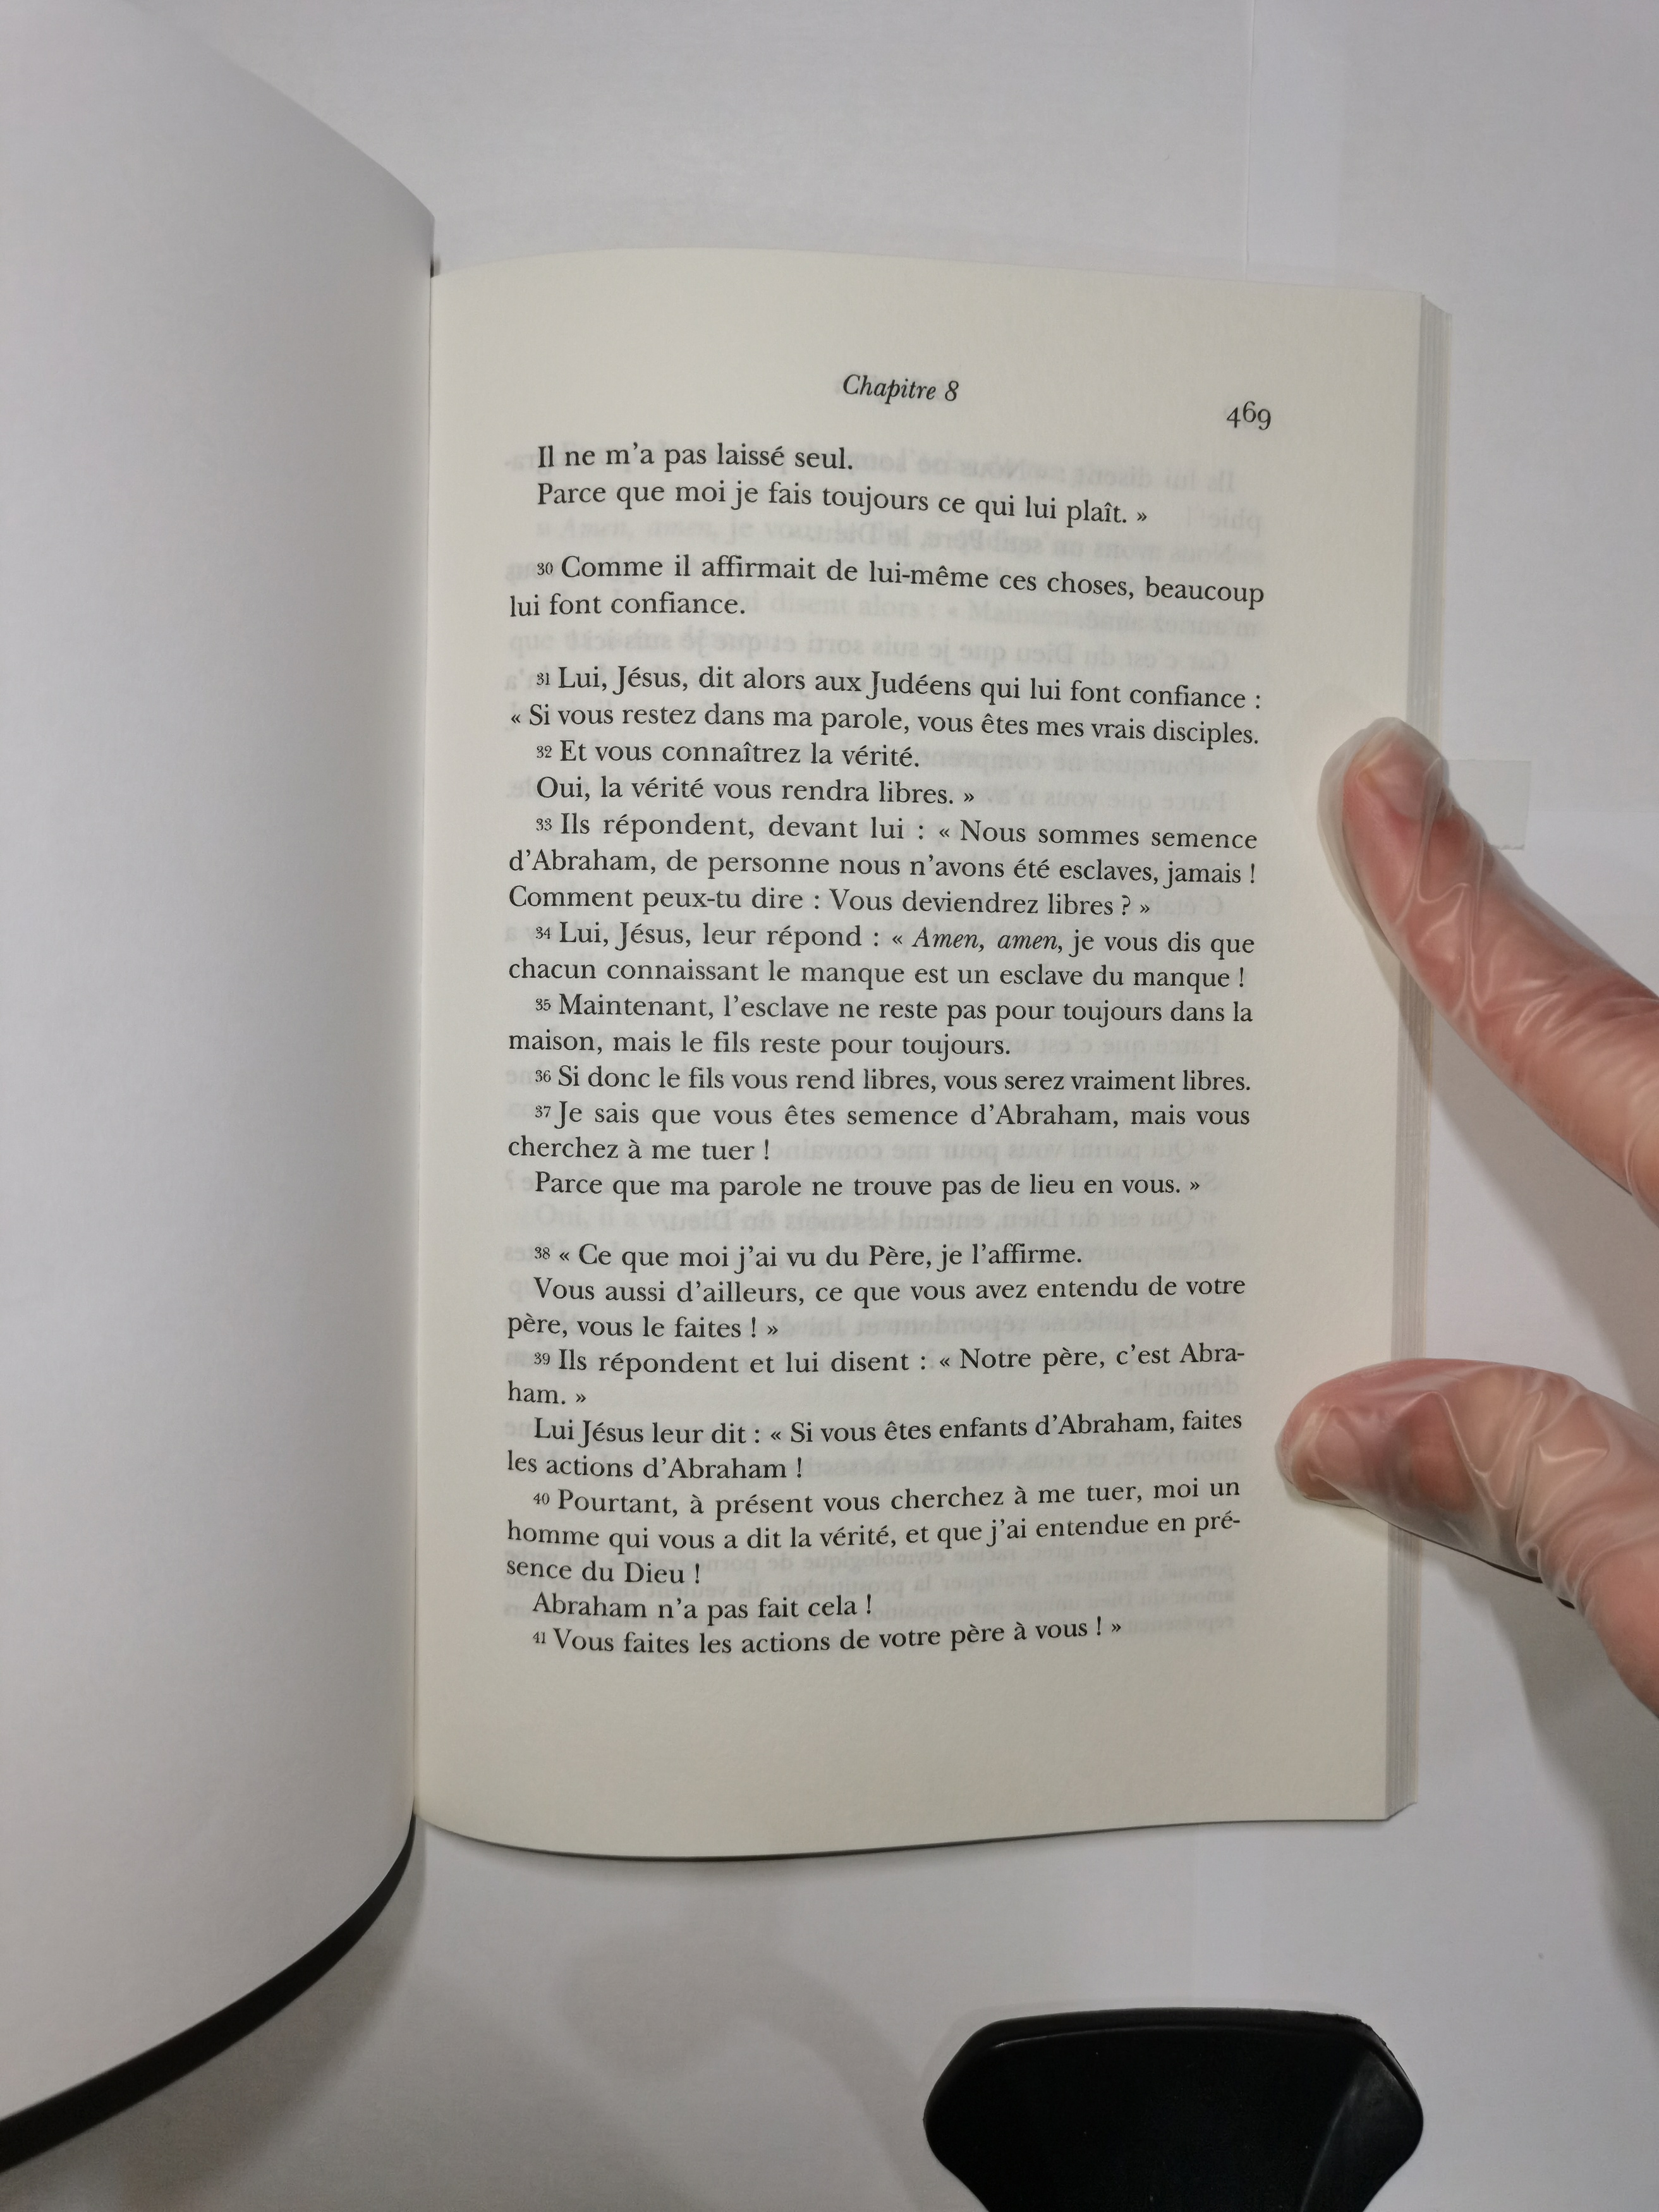 Chapitre 8
469
Il ne m'a pas laissé seul.
Parce que moi je fais toujours ce qui lui plaît. »
30 Comme il affirmait de lui-même ces choses, beaucoup
lui font confiance.
31 Lui, Jésus, dit alors aux Judéens qui lui font confiance :
« Si vous restez dans ma parole, vous êtes mes vrais disciples.
32 Et vous connaîtrez la vérité.
Oui, la vérité vous rendra libres. »
33 Ils répondent, devant lui : « Nous sommes semence
d'Abraham, de personne nous n'avons été esclaves, jamais !
Comment peux-tu dire : Vous deviendrez libres ? »
34 Lui, Jésus, leur répond : « Amen, amen, je vous dis que
chacun connaissant le manque est un esclave du manque !
35 Maintenant, l'esclave ne reste pas pour toujours dans la
maison, mais le fils reste pour toujours.
36 Si donc le fils vous rend libres, vous serez vraiment libres.
37 Je sais que vous êtes semence d'Abraham, mais vous
cherchez à me tuer !
Parce que ma parole ne trouve pas de lieu en vous. »
38 « Ce que moi j'ai vu du Père, je l'affirme.
Vous aussi d'ailleurs, ce que vous avez entendu de votre
père, vous le faites ! »
39 Ils répondent et lui disent : « Notre père, c'est Abra-
ham. »
Lui Jésus leur dit : « Si vous êtes enfants d'Abraham, faites
les actions d'Abraham !
40 Pourtant, à présent vous cherchez à me tuer, moi un
homme qui vous a dit la vérité, et que j'ai entendue en pré-
sence du Dieu !
Abraham n'a pas fait cela !
41 Vous faites les actions de votre père à vous ! »